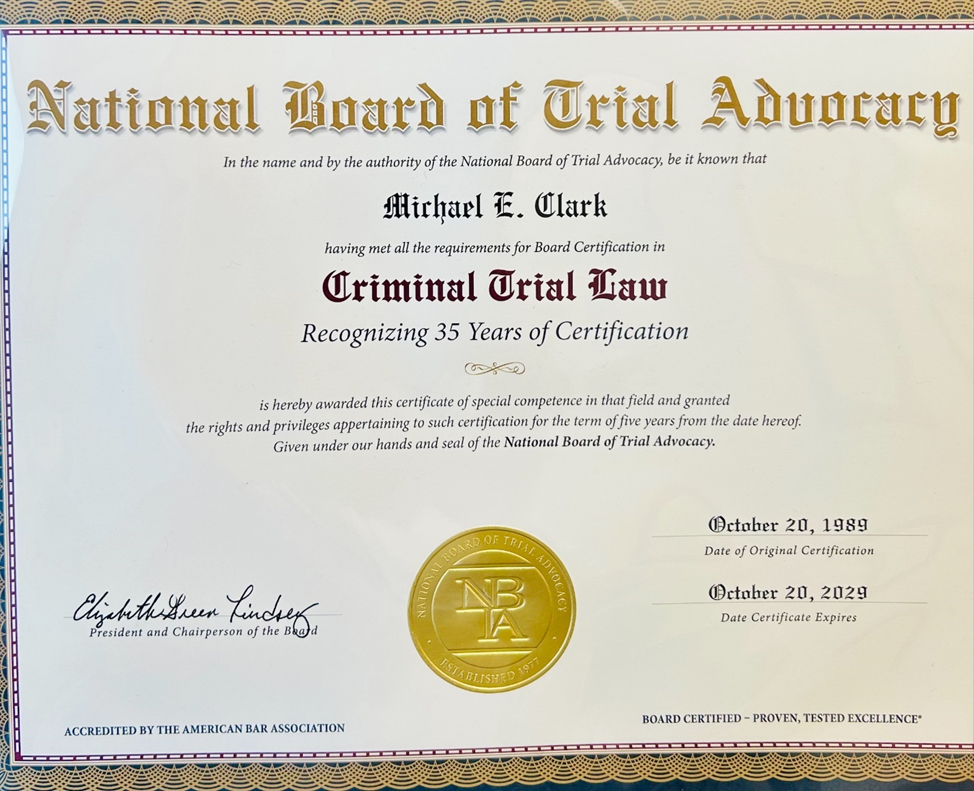 National Board of Trial Advocacy
In the name and by the authority of the National Board of Trial Advocacy, be it known that
Michael E. Clark
having met all the requirements for Board Certification in
Criminal Trial Law
Recognizing 35 Years of Certification
is hereby awarded this certificate of special competence in that field and granted
the rights and privileges appertaining to such certification for the term of five years from the date hereof.
Given under our hands and seal of the National Board of Trial Advocacy.
October 20, 1989
Date of Original Certification
October 20, 2029
Date Certificate Expires
Elizabeth Green Lindsey
President and Chairperson of the Board
NATIONAL BOARD OF TRIAL ADVOCACY
NB
TA
ESTABLISHED 1977
ACCREDITED BY THE AMERICAN BAR ASSOCIATION
BOARD CERTIFIED – PROVEN, TESTED EXCELLENCE*